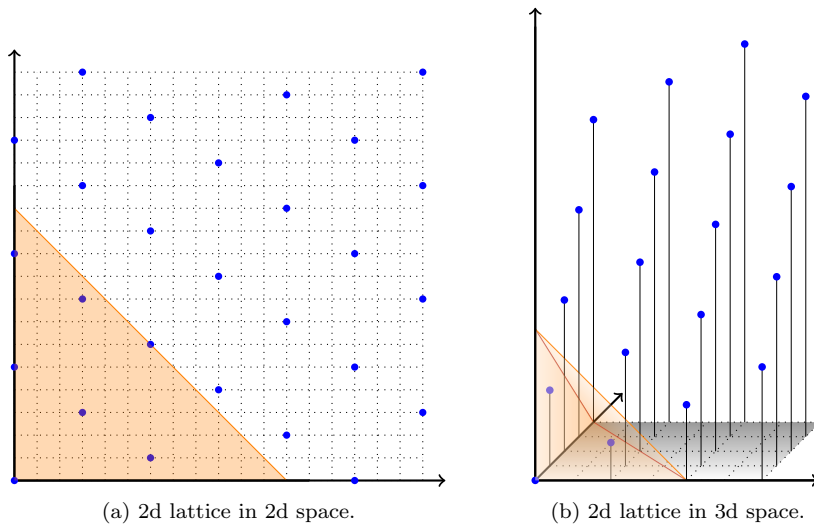 (a) 2d lattice in 2d space.
(b) 2d lattice in 3d space.